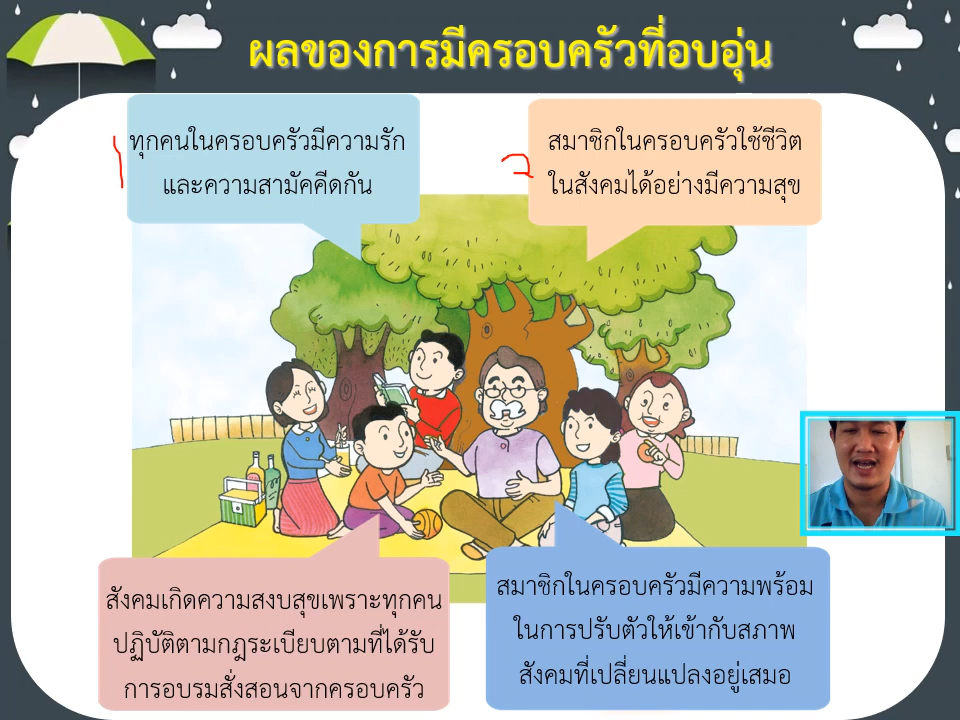 ผลของการมีครอบครัวที่อบอุ่น
1
ทุกคนในครอบครัวมีความรัก
และความสามัคคีดกัน
2
สมาชิกในครอบครัวใช้ชีวิต
ในสังคมได้อย่างมีความสุข
สังคมเกิดความสงบสุขเพราะทุกคน
ปฏิบัติตามกฎระเบียบตามที่ได้รับ
การอบรมสั่งสอนจากครอบครัว
สมาชิกในครอบครัวมีความพร้อม
ในการปรับตัวให้เข้ากับสภาพ
สังคมที่เปลี่ยนแปลงอยู่เสมอ